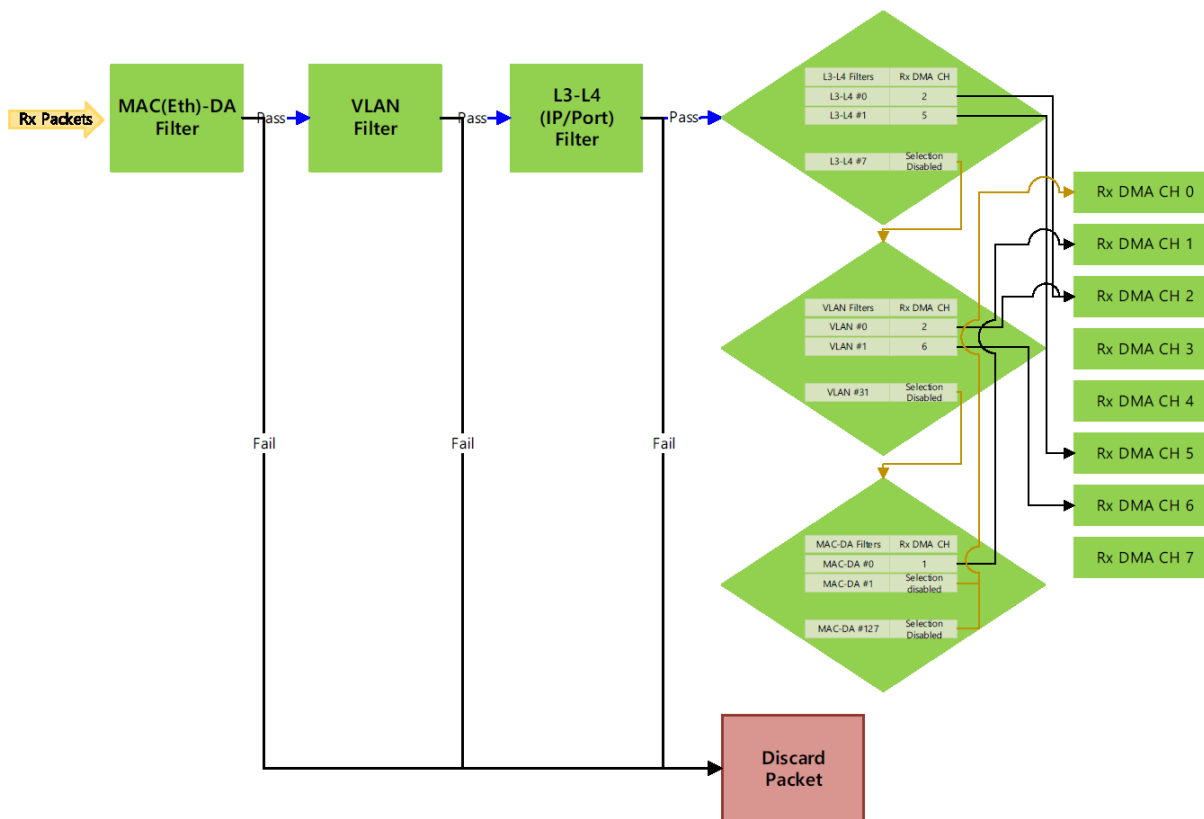 Rx Packets
MAC(Eth)-DA
Filter
Pass
VLAN
Filter
Pass
L3-L4
(IP/Port)
Filter
Pass
L3-L4 Filters Rx DMA CH
L3-L4 #0 2
L3-L4 #1 5
L3-L4 #7 Selection
Disabled
VLAN Filters Rx DMA CH
VLAN #0 2
VLAN #1 6
VLAN #31 Selection
Disabled
MAC-DA Filters Rx DMA CH
MAC-DA #0 1
MAC-DA #1 Selection
disabled
MAC-DA #127 Selection
Disabled
Rx DMA CH 0
Rx DMA CH 1
Rx DMA CH 2
Rx DMA CH 3
Rx DMA CH 4
Rx DMA CH 5
Rx DMA CH 6
Rx DMA CH 7
Fail
Fail
Fail
Discard
Packet